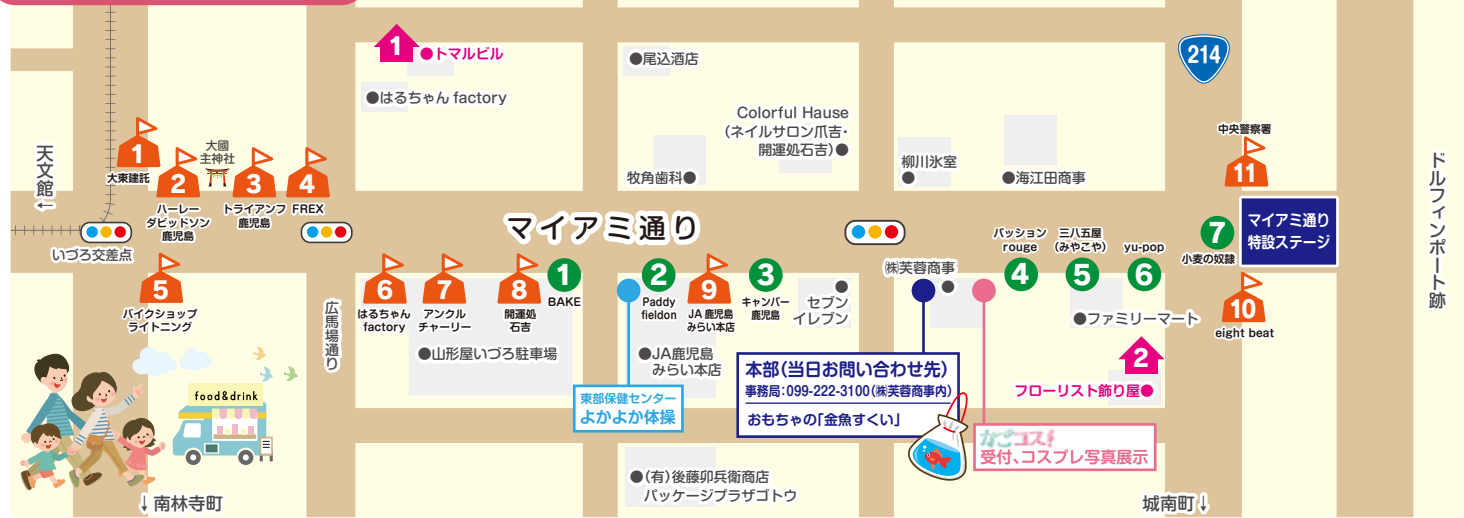 1
●トマルビル
●はるちゃん factory
●尾込酒店
Colorful Hause
(ネイルサロン爪吉・
開運処石吉)●
牧角歯科●
柳川氷室
●
●海江田商事
214
中央警察署
11
天文館←
1
大東建託
2
ハーレー
ダビッドソン
鹿児島
大國
主神社
3
トライアンフ
鹿児島
4
FREX
いづろ交差点
マイアミ通り
ドルフィンポート跡
マイアミ通り
特設ステージ
7
小麦の奴隷
パッション
rouge
4
三八五屋
(みやこや)
5
yu-pop
6
5
バイクショップ
ライトニング
広馬場通り
6
はるちゃん
factory
7
アンクル
チャーリー
8
開運処
石吉
1
BAKE
2
Paddy
fieldon
9
JA 鹿児島
みらい本店
3
キャンバー
鹿児島
●
セブン
イレブン
㈱芙蓉商事
●
10
eight beat
●山形屋いづろ駐車場
●JA鹿児島
みらい本店
●ファミリーマート
2
フローリスト飾り屋●
東部保健センター
よかよか体操
本部(当日お問い合わせ先)
事務局:099-222-3100(㈱芙蓉商事内)
おもちゃの「金魚すくい」
かごコス!
受付、コスプレ写真展示
food&drink
●(有)後藤卯兵衛商店
パッケージプラザゴトウ
↓南林寺町
城南町↓